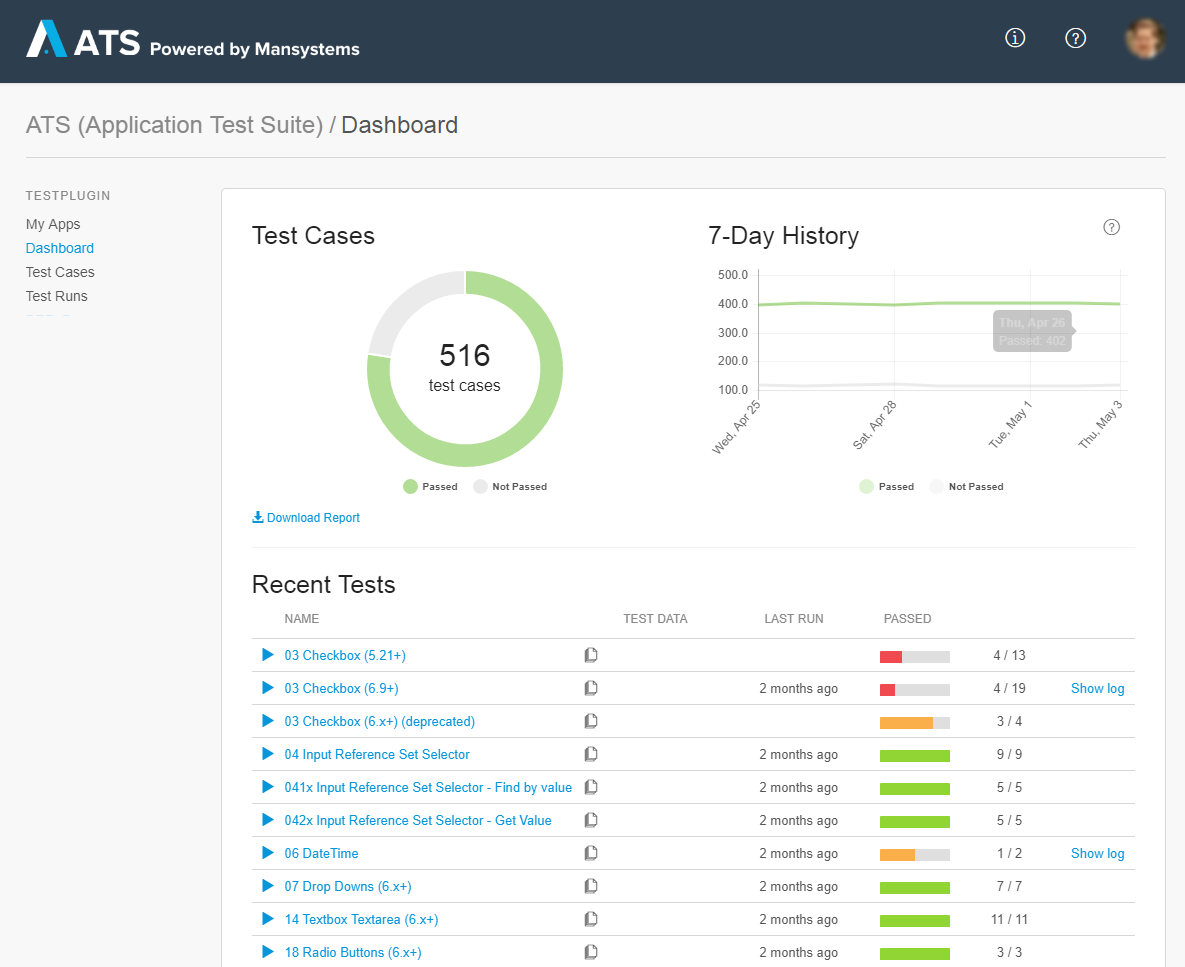 ATS Powered by Mansystems
ATS (Application Test Suite) / Dashboard
TESTPLUGIN
My Apps
Dashboard
Test Cases
Test Runs
Test Cases
516
test cases
Passed Not Passed
Download Report
7-Day History
500.0
400.0
300.0
200.0
100.0
Thu, Apr 26
Passed: 402
Wed, Apr 25
Sat, Apr 28
Tue, May 1
Thu, May 3
Passed Not Passed
Recent Tests
NAME TEST DATA LAST RUN PASSED
03 Checkbox (5.21+) 4 / 13
03 Checkbox (6.9+) 2 months ago 4 / 19 Show log
03 Checkbox (6.x+) (deprecated) 3 / 4
04 Input Reference Set Selector 2 months ago 9 / 9
041x Input Reference Set Selector - Find by value 2 months ago 5 / 5
042x Input Reference Set Selector - Get Value 2 months ago 5 / 5
06 DateTime 2 months ago 1 / 2 Show log
07 Drop Downs (6.x+) 2 months ago 7 / 7
14 Textbox Textarea (6.x+) 2 months ago 11 / 11
18 Radio Buttons (6.x+) 2 months ago 3 / 3